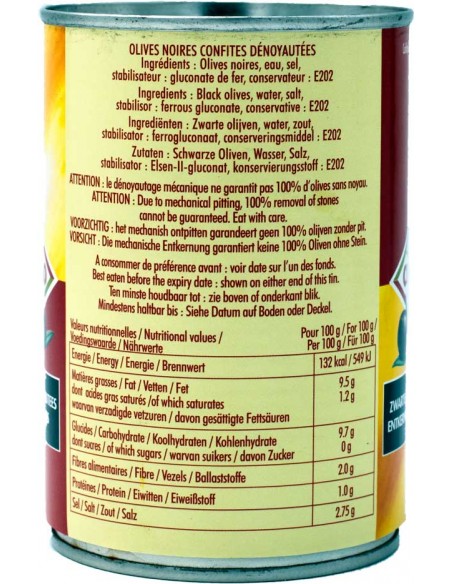 OLIVES NOIRES CONFITES DÉNOYAUTÉES
Ingrédients : Olives noires, eau, sel,
stabilisateur : gluconate de fer, conservateur : E202
Ingredients : Black olives, water, salt,
stabilisor : ferrous gluconate, conservative : E202
Ingrediënten : Zwarte olijven, water, zout,
stabilisator : ferrogluconaat, conserveringsmiddel : E202
Zutaten : Schwarze Oliven, Wasser, Salz,
stabilisator : Elsen-II-gluconat, konservierungsstoff : E202
ATTENTION : le dénoyautage mécanique ne garantit pas 100% d'olives sans noyau.
ATTENTION : Due to mechanical pitting, 100% removal of stones
cannot be guaranteed. Eat with care.
VOORZICHTIG : het mechanish ontpitten garandeert geen 100% olijven zonder pit.
VORSICHT : Die mechanische Entkernung garantiert keine 100% Oliven ohne Stein.
A consommer de préférence avant : voir date sur l'un des fonds.
Best eaten before the expiry date : shown on either end of this tin.
Ten minste houdbaar tot : zie boven of onderkant blik.
Mindestens haltbar bis : Siehe Datum auf Boden oder Deckel.
Valeurs nutritionnelles / Nutritional values /
Voedingswaarde / Nährwerte
Pour 100 g / For 100 g /
Per 100 g / Für 100 g
Energie / Energy / Energie / Brennwert 132 kcal / 549 kJ
Matières grasses / Fat / Vetten / Fett 9.5 g
dont acides gras saturés /of which saturates 1.2 g
waarvan verzadigde vetzuren / davon gesättigte Fettsäuren
Glucides / Carbohydrate / Koolhydraten / Kohlenhydrate 9.7 g
dont sucres / of which sugars / warvan suikers / davon Zucker 0 g
Fibres alimentaires / Fibre / Vezels / Ballaststoffe 2.0 g
Protéines / Protein / Eiwitten / Eiweißstoff 1.0 g
Sel / Salt / Zout / Salz 2.75 g